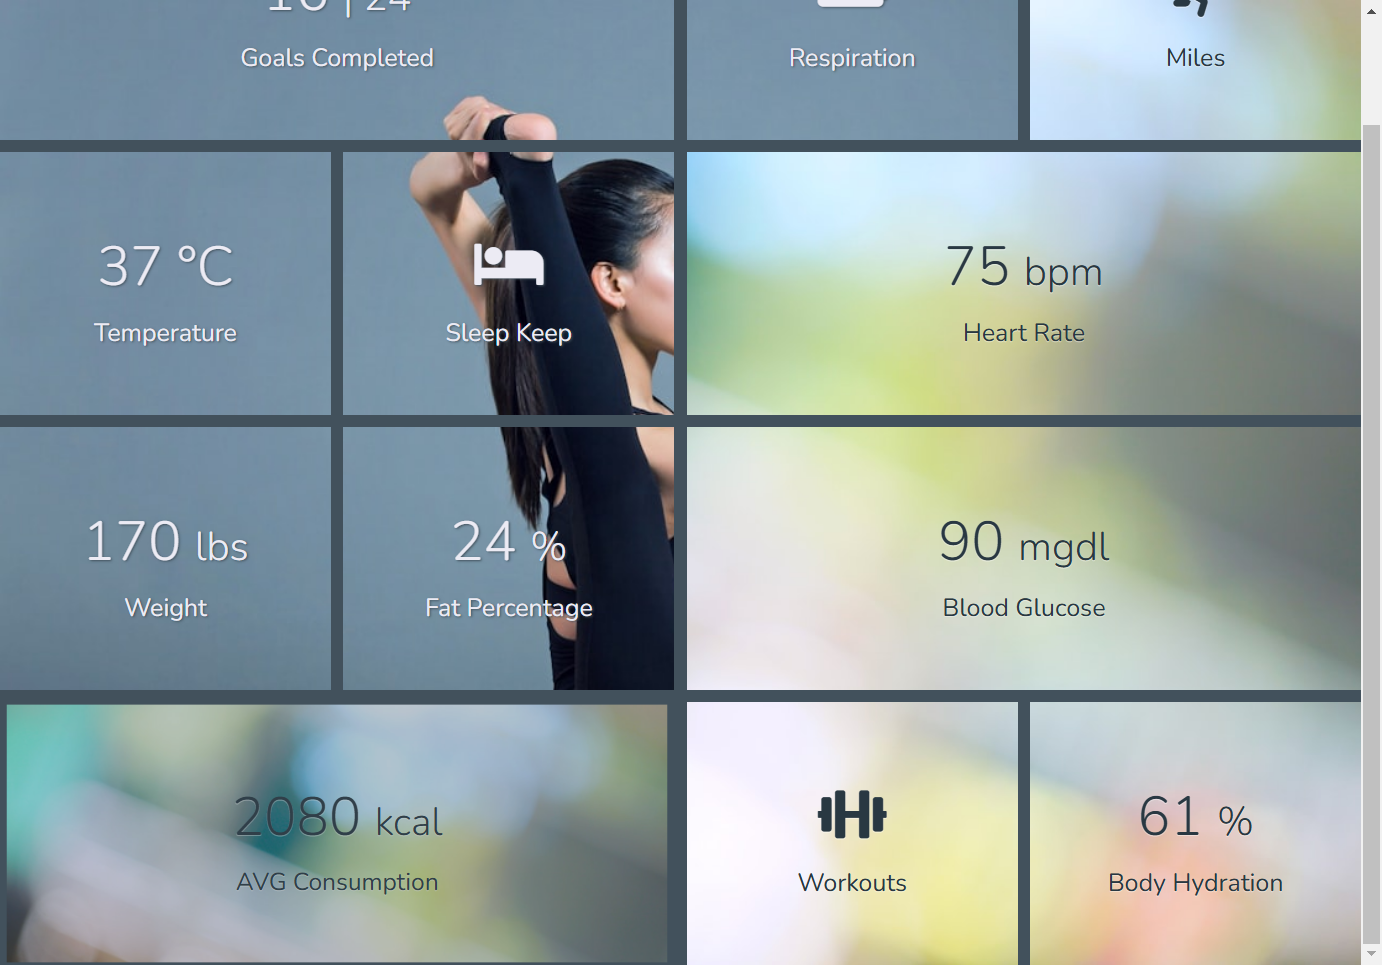 24
Goals Completed
Respiration
Miles
37 °C
Temperature
Sleep Keep
75 bpm
Heart Rate
170 lbs
Weight
24 %
Fat Percentage
90 mgdl
Blood Glucose
2080 kcal
AVG Consumption
Workouts
61 %
Body Hydration